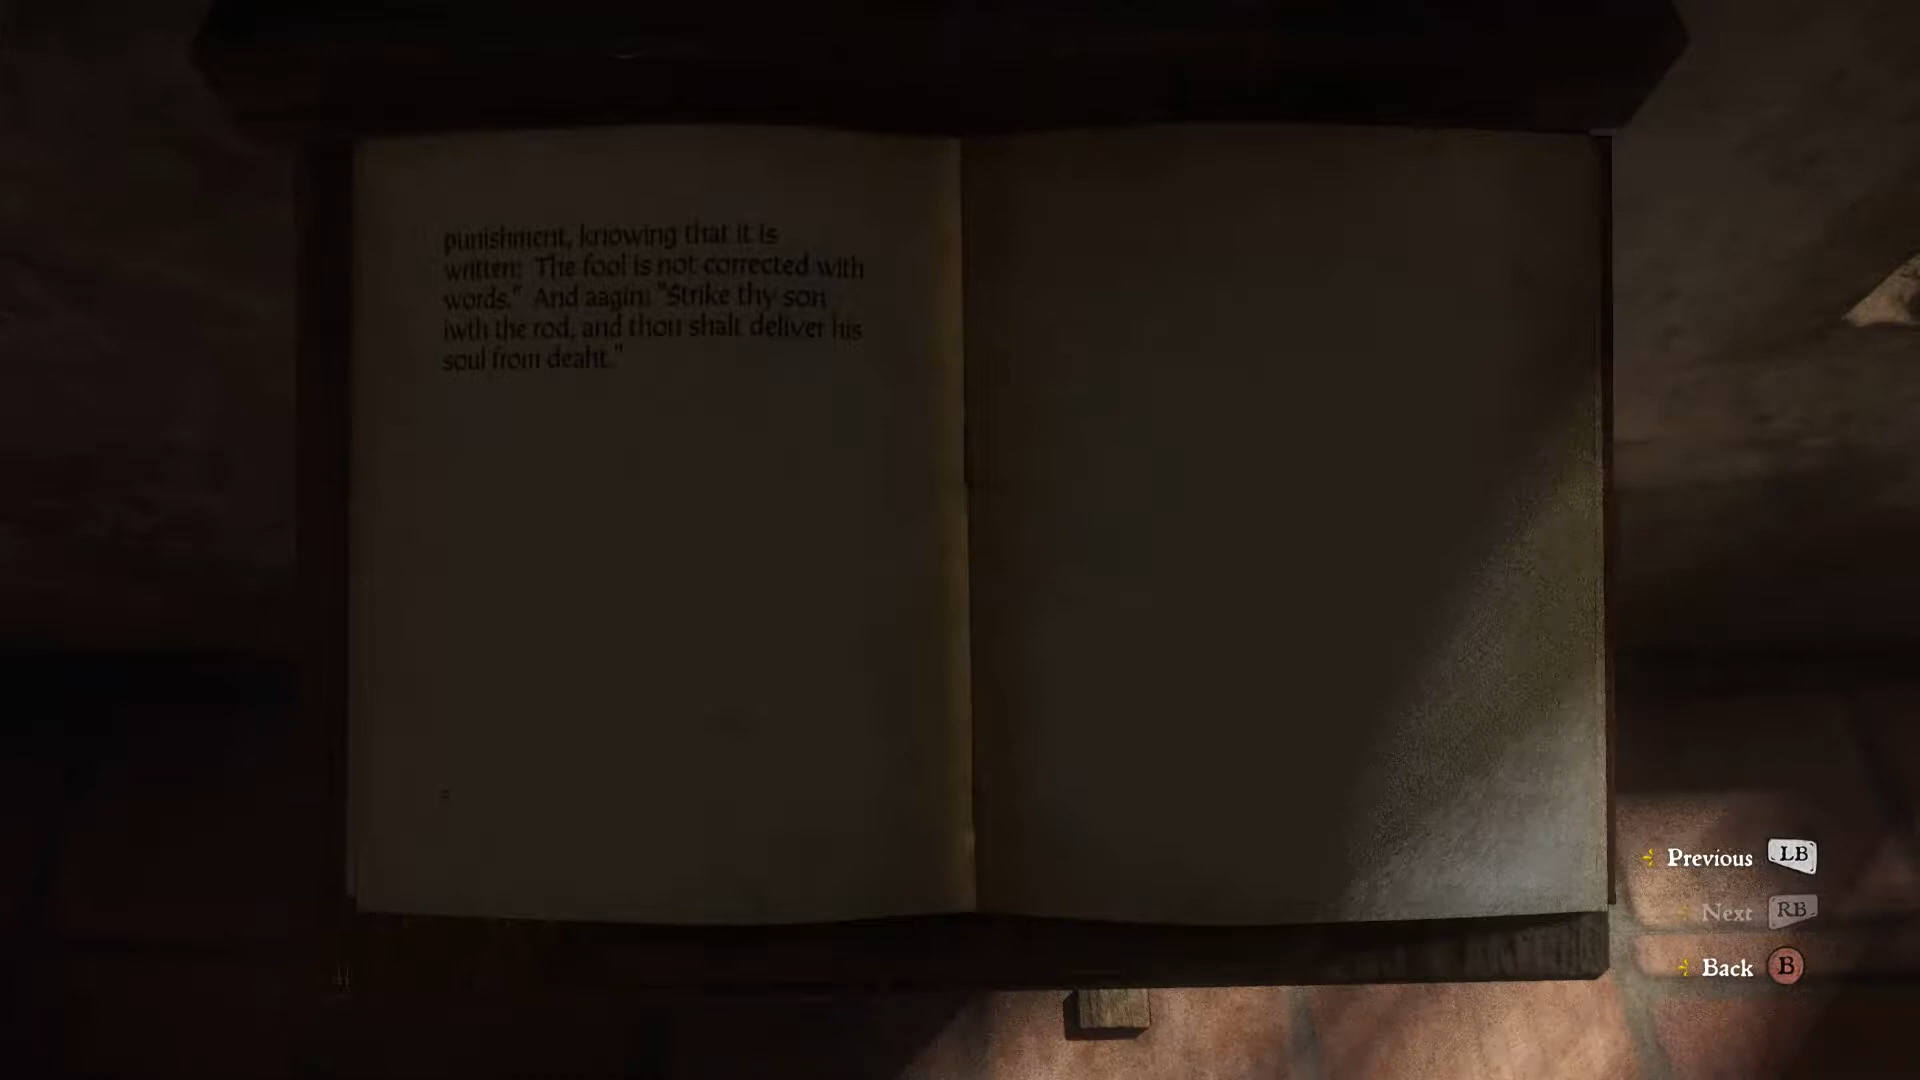 punishment, knowing that it is
written: The fool is not corrected with
words." And aagin: "Strike thy son
iwth the rod, and thou shalt deliver his
soul from deaht."
Previous LB
Next RB
Back B